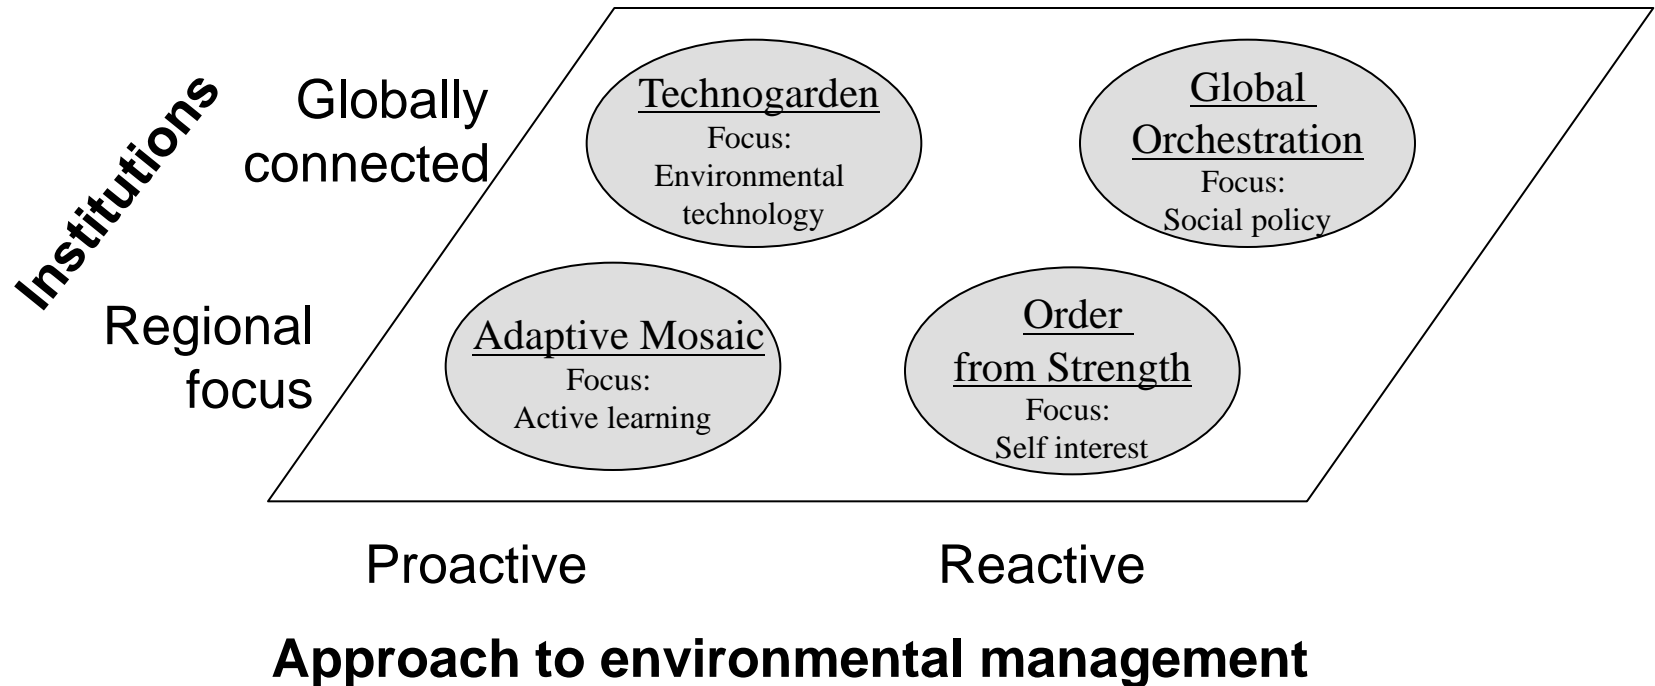 Institutions
Globally
connected
Technogarden
Focus:
Environmental
technology
Global
Orchestration
Focus:
Social policy
Regional
focus
Adaptive Mosaic
Focus:
Active learning
Order
from Strength
Focus:
Self interest
Proactive
Reactive
Approach to environmental management